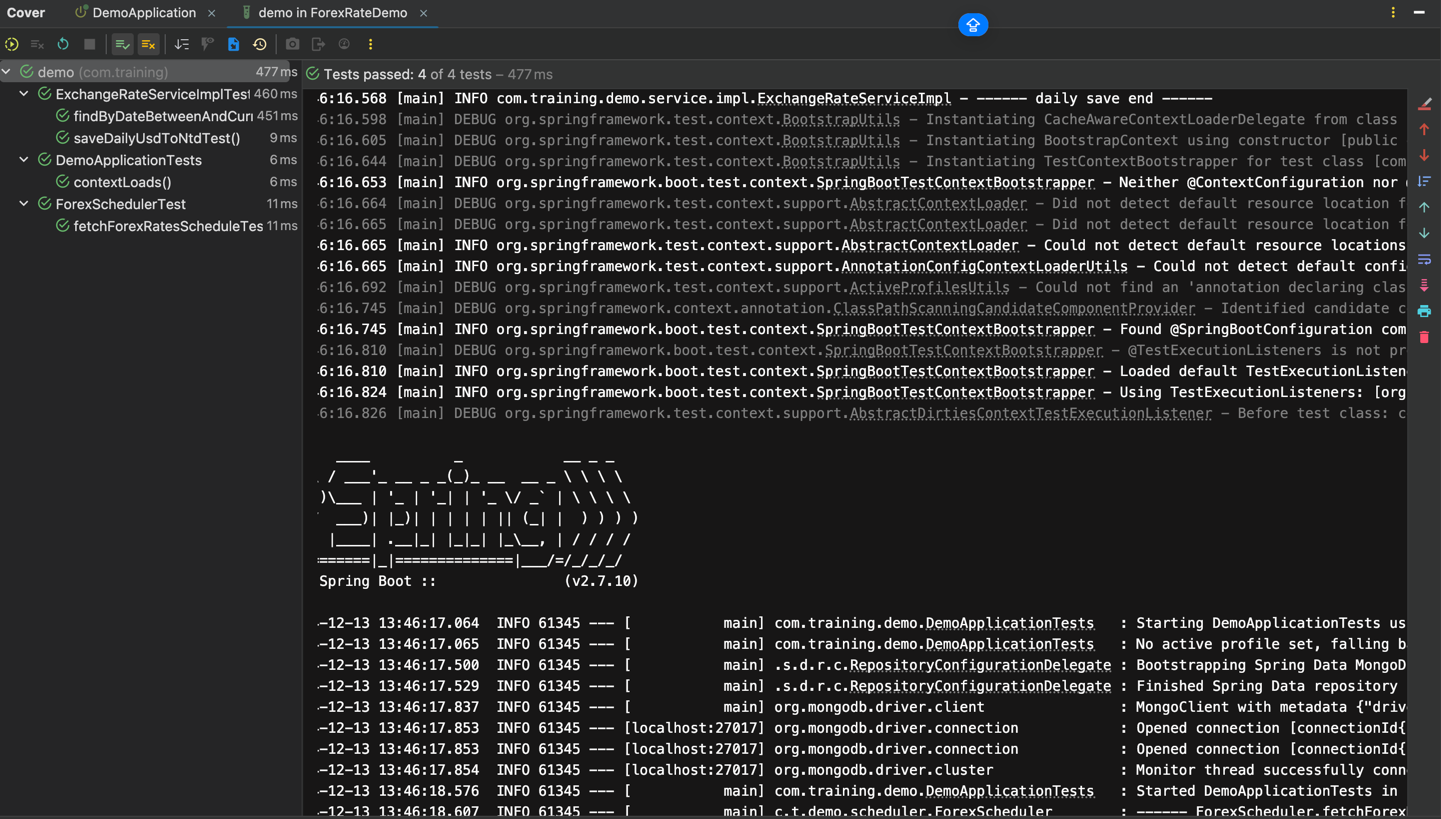 Cover DemoApplication × demo in ForexRateDemo ×
demo (com.training) 477 ms
ExchangeRateServiceImplTest 460 ms
findByDateBetweenAndCurr 451 ms
saveDailyUsdToNtdTest() 9 ms
DemoApplicationTests 6 ms
contextLoads() 6 ms
ForexSchedulerTest 11 ms
fetchForexRatesScheduleTes 11 ms
Tests passed: 4 of 4 tests – 477 ms
6:16.568 [main] INFO com.training.demo.service.impl.ExchangeRateServiceImpl - ------ daily save end ------
6:16.598 [main] DEBUG org.springframework.test.context.BootstrapUtils - Instantiating CacheAwareContextLoaderDelegate from class
6:16.605 [main] DEBUG org.springframework.test.context.BootstrapUtils - Instantiating BootstrapContext using constructor [public
6:16.644 [main] DEBUG org.springframework.test.context.BootstrapUtils - Instantiating TestContextBootstrapper for test class [com
6:16.653 [main] INFO org.springframework.boot.test.context.SpringBootTestContextBootstrapper - Neither @ContextConfiguration nor
6:16.664 [main] DEBUG org.springframework.test.context.support.AbstractContextLoader - Did not detect default resource location f
6:16.665 [main] DEBUG org.springframework.test.context.support.AbstractContextLoader - Did not detect default resource location f
6:16.665 [main] INFO org.springframework.test.context.support.AbstractContextLoader - Could not detect default resource locations
6:16.665 [main] INFO org.springframework.test.context.support.AnnotationConfigContextLoaderUtils - Could not detect default confi
6:16.692 [main] DEBUG org.springframework.test.context.support.ActiveProfilesUtils - Could not find an 'annotation declaring clas
6:16.745 [main] DEBUG org.springframework.context.annotation.ClassPathScanningCandidateComponentProvider - Identified candidate c
6:16.745 [main] INFO org.springframework.boot.test.context.SpringBootTestContextBootstrapper - Found @SpringBootConfiguration com
6:16.810 [main] DEBUG org.springframework.boot.test.context.SpringBootTestContextBootstrapper - @TestExecutionListeners is not pr
6:16.810 [main] INFO org.springframework.boot.test.context.SpringBootTestContextBootstrapper - Loaded default TestExecutionListen
6:16.824 [main] INFO org.springframework.boot.test.context.SpringBootTestContextBootstrapper - Using TestExecutionListeners: [org
6:16.826 [main] DEBUG org.springframework.test.context.support.AbstractDirtiesContextTestExecutionListener - Before test class: c
Spring Boot :: (v2.7.10)
-12-13 13:46:17.064 INFO 61345 --- [ main] com.training.demo.DemoApplicationTests : Starting DemoApplicationTests us
-12-13 13:46:17.065 INFO 61345 --- [ main] com.training.demo.DemoApplicationTests : No active profile set, falling b
-12-13 13:46:17.500 INFO 61345 --- [ main] .s.d.r.c.RepositoryConfigurationDelegate : Bootstrapping Spring Data MongoD
-12-13 13:46:17.529 INFO 61345 --- [ main] .s.d.r.c.RepositoryConfigurationDelegate : Finished Spring Data repository
-12-13 13:46:17.837 INFO 61345 --- [ main] org.mongodb.driver.client : MongoClient with metadata {"driv
-12-13 13:46:17.853 INFO 61345 --- [localhost:27017] org.mongodb.driver.connection : Opened connection [connectionId{
-12-13 13:46:17.853 INFO 61345 --- [localhost:27017] org.mongodb.driver.connection : Opened connection [connectionId{
-12-13 13:46:17.854 INFO 61345 --- [localhost:27017] org.mongodb.driver.cluster : Monitor thread successfully conn
-12-13 13:46:18.576 INFO 61345 --- [ main] com.training.demo.DemoApplicationTests : Started DemoApplicationTests in
-12-13 13:46:18.607 INFO 61345 --- [ main] c.t.demo.scheduler.ForexScheduler : ------ ForexScheduler.fetchForex